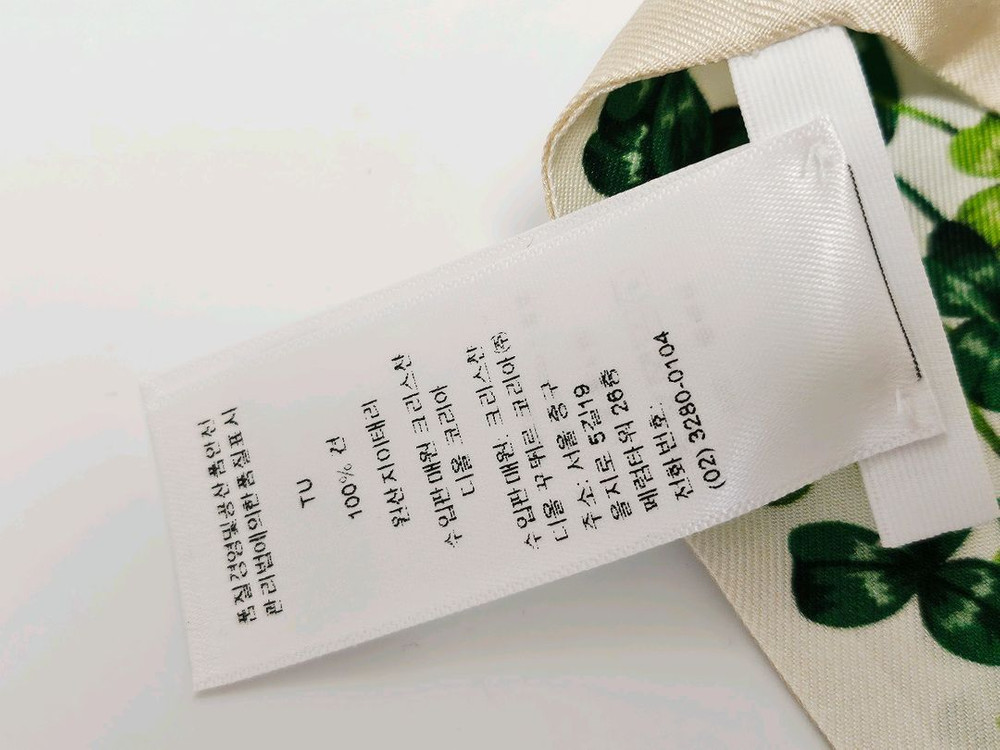 품질경영및공산품안전
관리법에의한품질표시
TU
100% 견
원산지이태리
수입판매원 크리스찬
디올 코리아
수입판매원: 크리스찬
디올 꾸뛰르 코리아(주)
주소: 서울 중구
을지로 5길19
페럼타워 26층
전화번호:
(02) 3280-0104